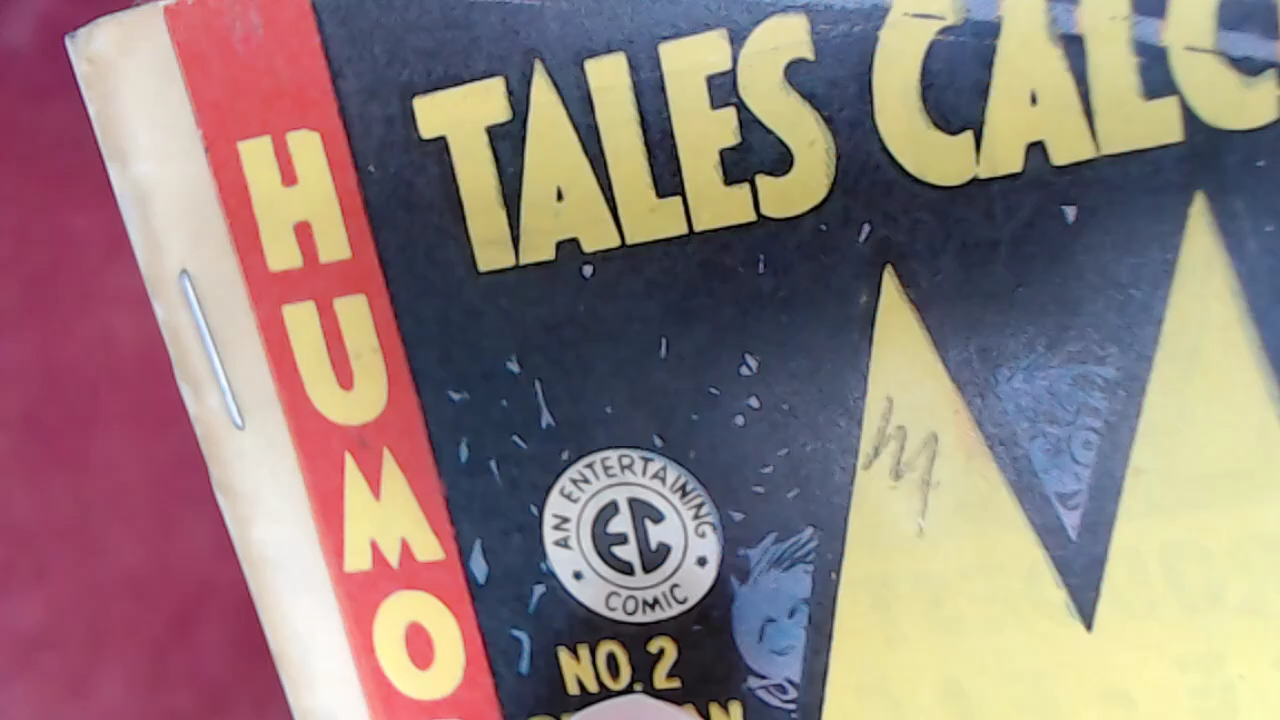 TALES CALC
HUMO
M
M
AN ENTERTAINING
EC
COMIC
NO. 2